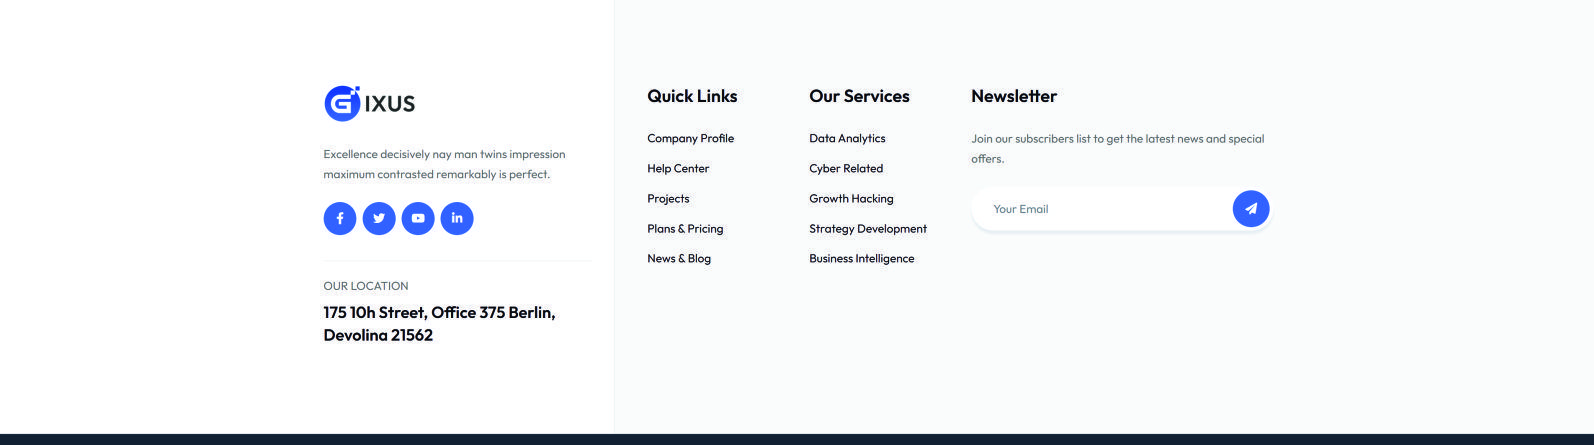 GIXUS
Excellence decisively nay man twins impression
maximum contrasted remarkably is perfect.
OUR LOCATION
175 10h Street, Office 375 Berlin,
Devolina 21562
Quick Links
Company Profile
Help Center
Projects
Plans & Pricing
News & Blog
Our Services
Data Analytics
Cyber Related
Growth Hacking
Strategy Development
Business Intelligence
Newsletter
Join our subscribers list to get the latest news and special
offers.
Your Email